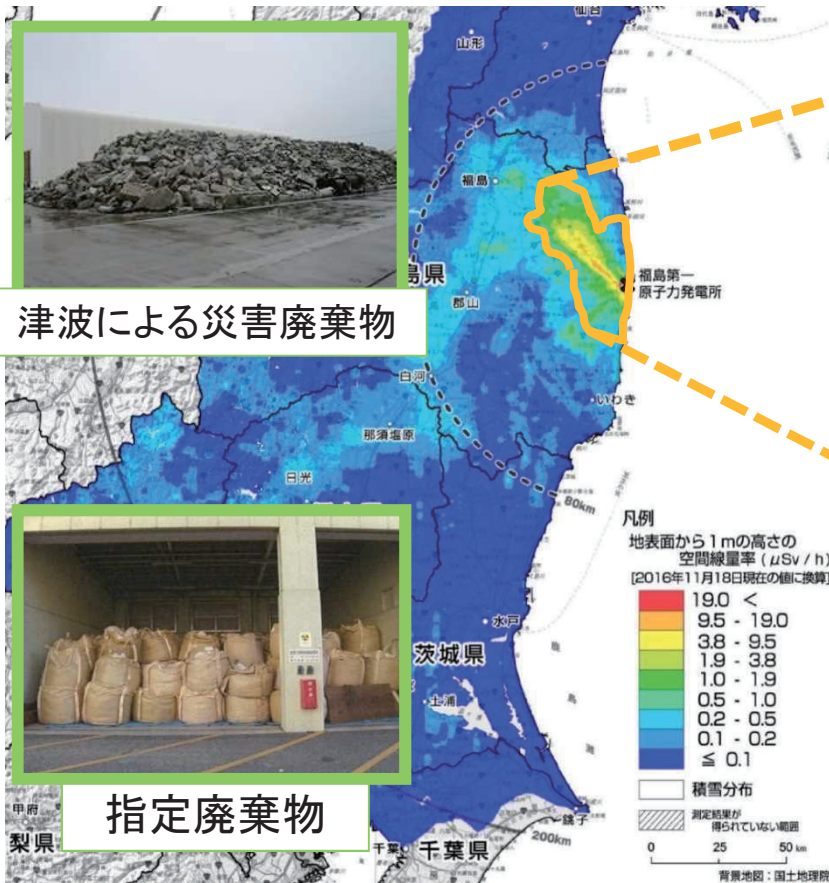 仙台
山形
福島
島県
福島第一
原子力発電所
津波による災害廃棄物
郡山
白河
いわき
那須塩原
日光
80km
凡例
地表面から1mの高さの
空間線量率(μSv / h)
[2016年11月18日現在の値に換算]
19.0 <
9.5 - 19.0
3.8 - 9.5
1.9 - 3.8
1.0 - 1.9
0.5 - 1.0
0.2 - 0.5
0.1 - 0.2
≦ 0.1
積雪分布
測定結果が
得られていない範囲
0 25 50 km
背景地図:国土地理院
水戸
茨城県
土浦
鹿島灘
指定廃棄物
甲府
梨県
千葉
千葉県
銚子
200km